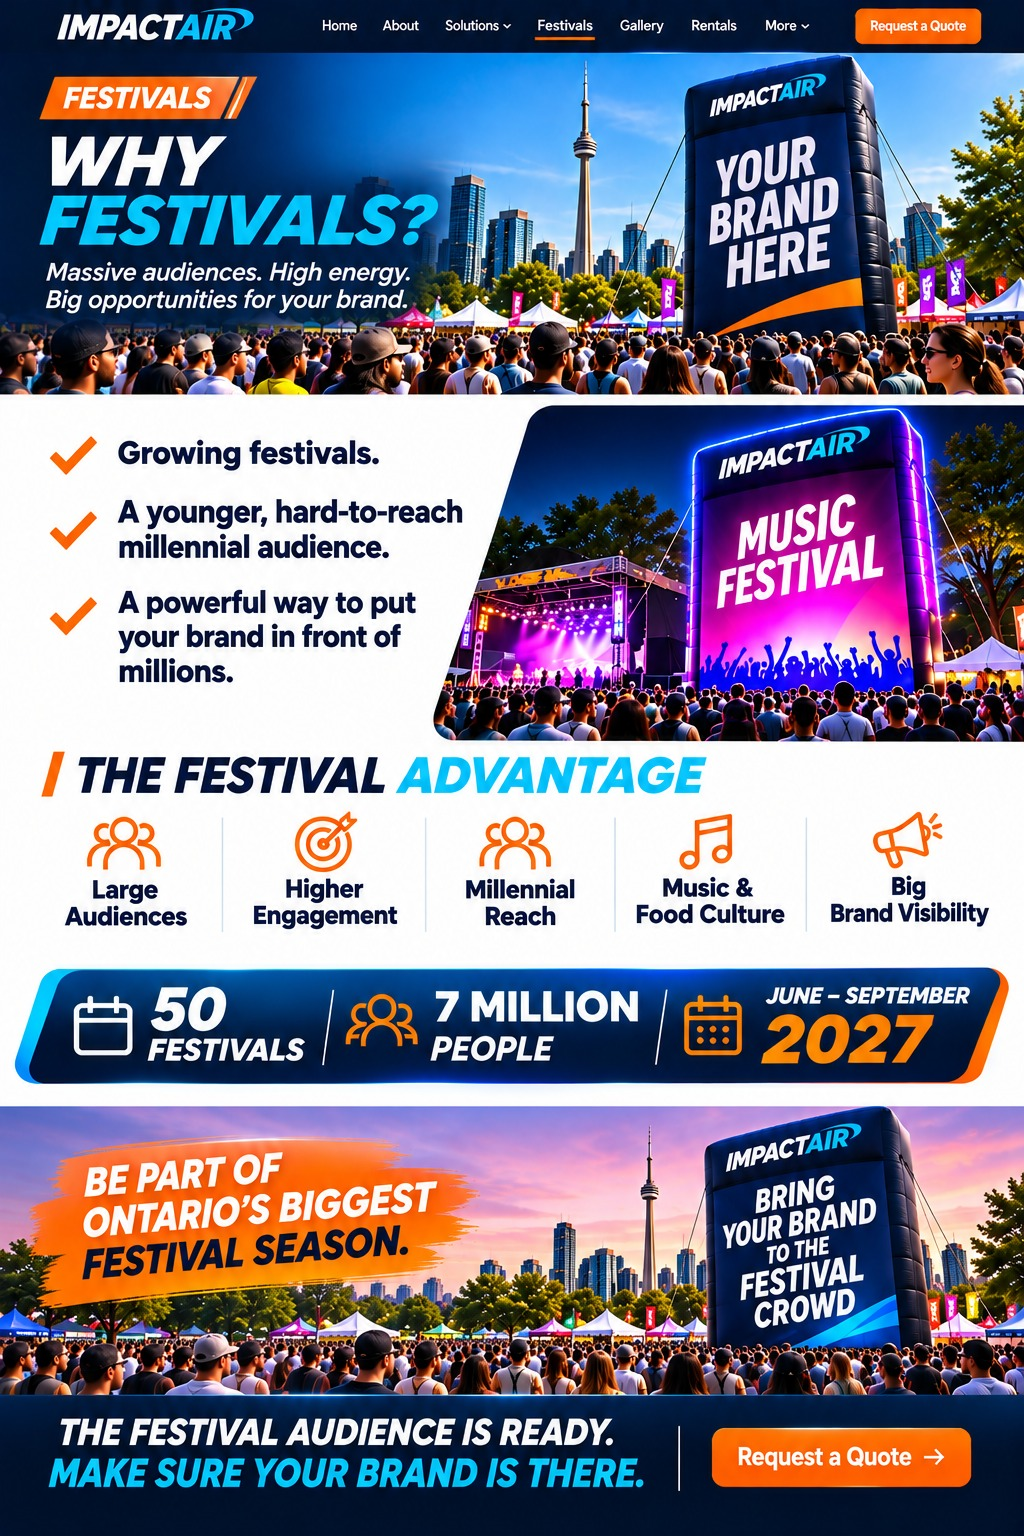 IMPACTAIR
Home About Solutions Festivals Gallery Rentals More Request a Quote
FESTIVALS
WHY
FESTIVALS?
Massive audiences. High energy.
Big opportunities for your brand.
IMPACTAIR
YOUR
BRAND
HERE
Growing festivals.
A younger, hard-to-reach
millennial audience.
A powerful way to put
your brand in front of
millions.
IMPACTAIR
MUSIC
FESTIVAL
THE FESTIVAL ADVANTAGE
Large
Audiences
Higher
Engagement
Millennial
Reach
Music &
Food Culture
Big
Brand Visibility
50
FESTIVALS
7 MILLION
PEOPLE
JUNE – SEPTEMBER
2027
BE PART OF
ONTARIO'S BIGGEST
FESTIVAL SEASON.
IMPACTAIR
BRING
YOUR BRAND
TO THE
FESTIVAL
CROWD
THE FESTIVAL AUDIENCE IS READY.
MAKE SURE YOUR BRAND IS THERE.
Request a Quote →